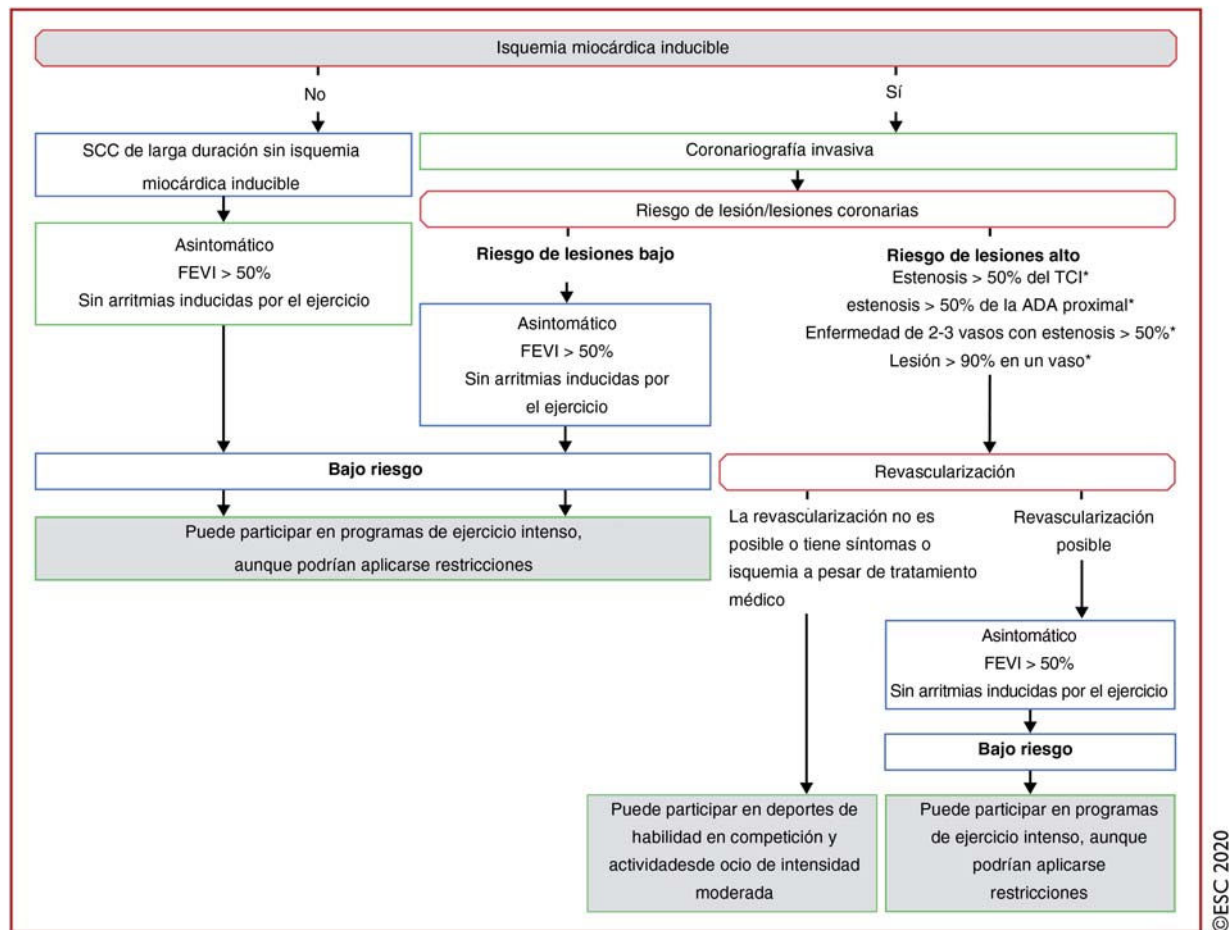 Isquemia miocárdica inducible
No
Sí
SCC de larga duración sin isquemia
miocárdica inducible
Coronariografía invasiva
Riesgo de lesión/lesiones coronarias
Asintomático
FEVI > 50%
Sin arritmias inducidas por el ejercicio
Riesgo de lesiones bajo
Asintomático
FEVI > 50%
Sin arritmias inducidas por
el ejercicio
Riesgo de lesiones alto
Estenosis > 50% del TCI*
estenosis > 50% de la ADA proximal*
Enfermedad de 2-3 vasos con estenosis > 50%*
Lesión > 90% en un vaso*
Bajo riesgo
Puede participar en programas de ejercicio intenso,
aunque podrían aplicarse restricciones
Revascularización
La revascularización no es
posible o tiene síntomas o
isquemia a pesar de tratamiento
médico
Revascularización
posible
Asintomático
FEVI > 50%
Sin arritmias inducidas por el ejercicio
Bajo riesgo
Puede participar en deportes de
habilidad en competición y
actividadesde ocio de intensidad
moderada
Puede participar en programas
de ejercicio intenso, aunque
podrían aplicarse
restricciones
©ESC 2020